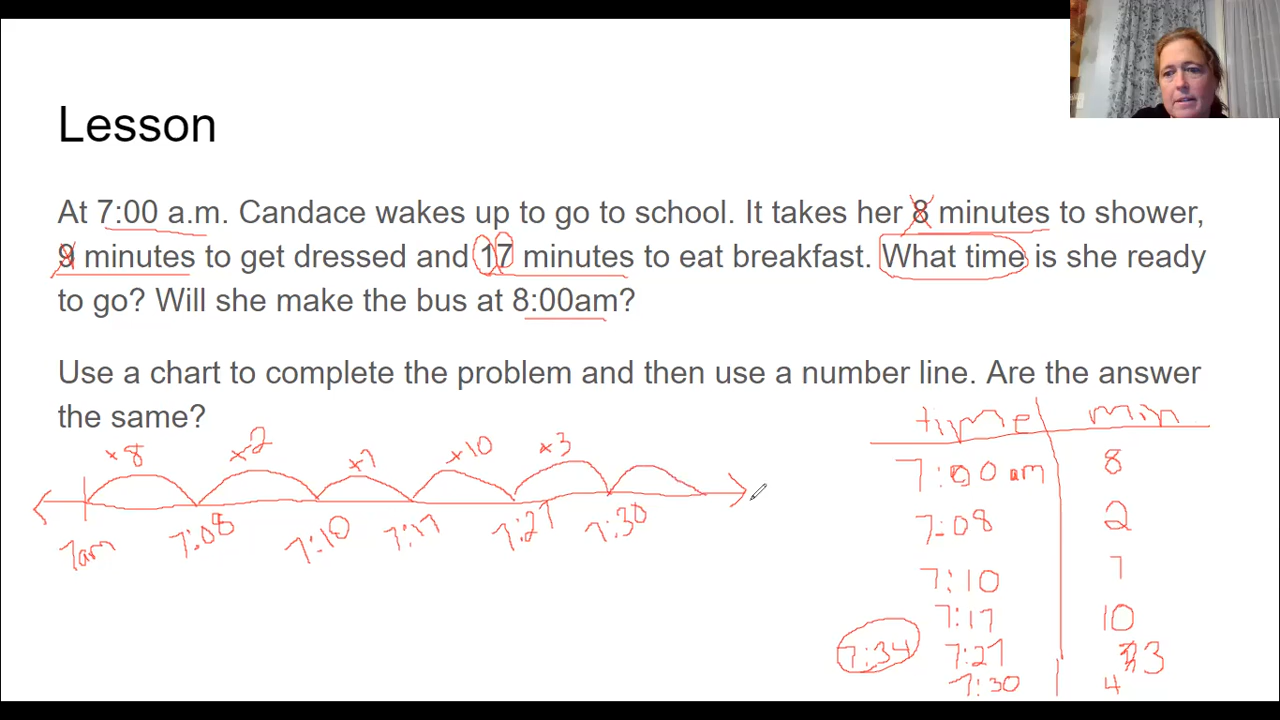 Lesson
At 7:00 a.m. Candace wakes up to go to school. It takes her 8 minutes to shower,
9 minutes to get dressed and 17 minutes to eat breakfast. What time is she ready
to go? Will she make the bus at 8:00am?
Use a chart to complete the problem and then use a number line. Are the answer
the same?
+8 +2 +7 +10 +3
7am 7:08 7:10 7:17 7:27 7:30
time min
7:00 am 8
7:08 2
7:10 7
7:17 10
7:34 7:27 3
7:30 4